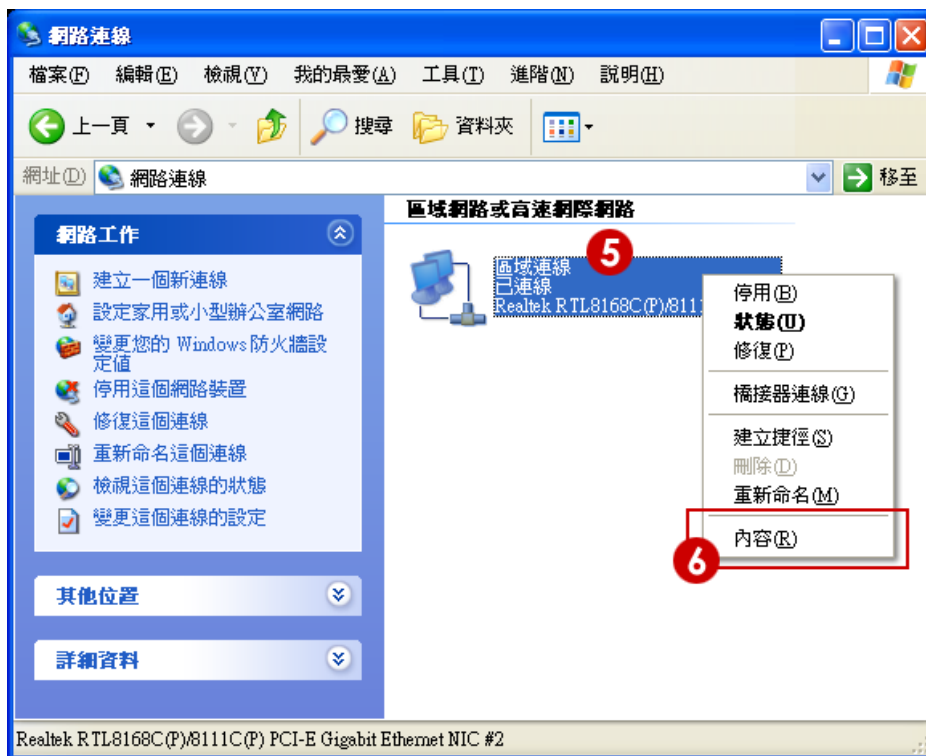 網路連線
檔案(F) 編輯(E) 檢視(V) 我的最愛(A) 工具(T) 進階(N) 說明(H)
上一頁 搜尋 資料夾
網址(D) 網路連線 移至
網路工作
建立一個新連線
設定家用或小型辦公室網路
變更您的 Windows 防火牆設
定值
停用這個網路裝置
修復這個連線
重新命名這個連線
檢視這個連線的狀態
變更這個連線的設定
其他位置
詳細資料
區域網路或高速網際網路
區域連線
5
已連線
Realtek RTL8168C(P)/811
停用(B)
狀態(U)
修復(P)
橋接器連線(G)
建立捷徑(S)
刪除(D)
重新命名(M)
內容(R)
6
Realtek RTL8168C(P)/8111C(P) PCI-E Gigabit Ethernet NIC #2